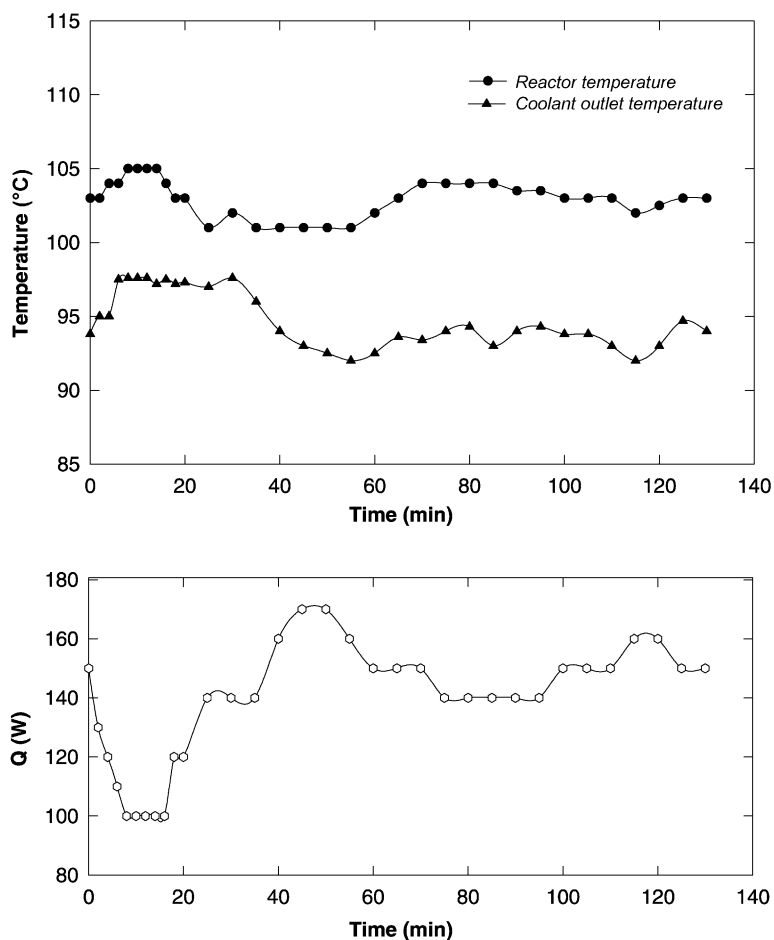 115
110
Reactor temperature
Coolant outlet temperature
105
100
95
90
85
Temperature (°C)
0 20 40 60 80 100 120 140
Time (min)
180
160
140
120
100
80
Q (W)
0 20 40 60 80 100 120 140
Time (min)